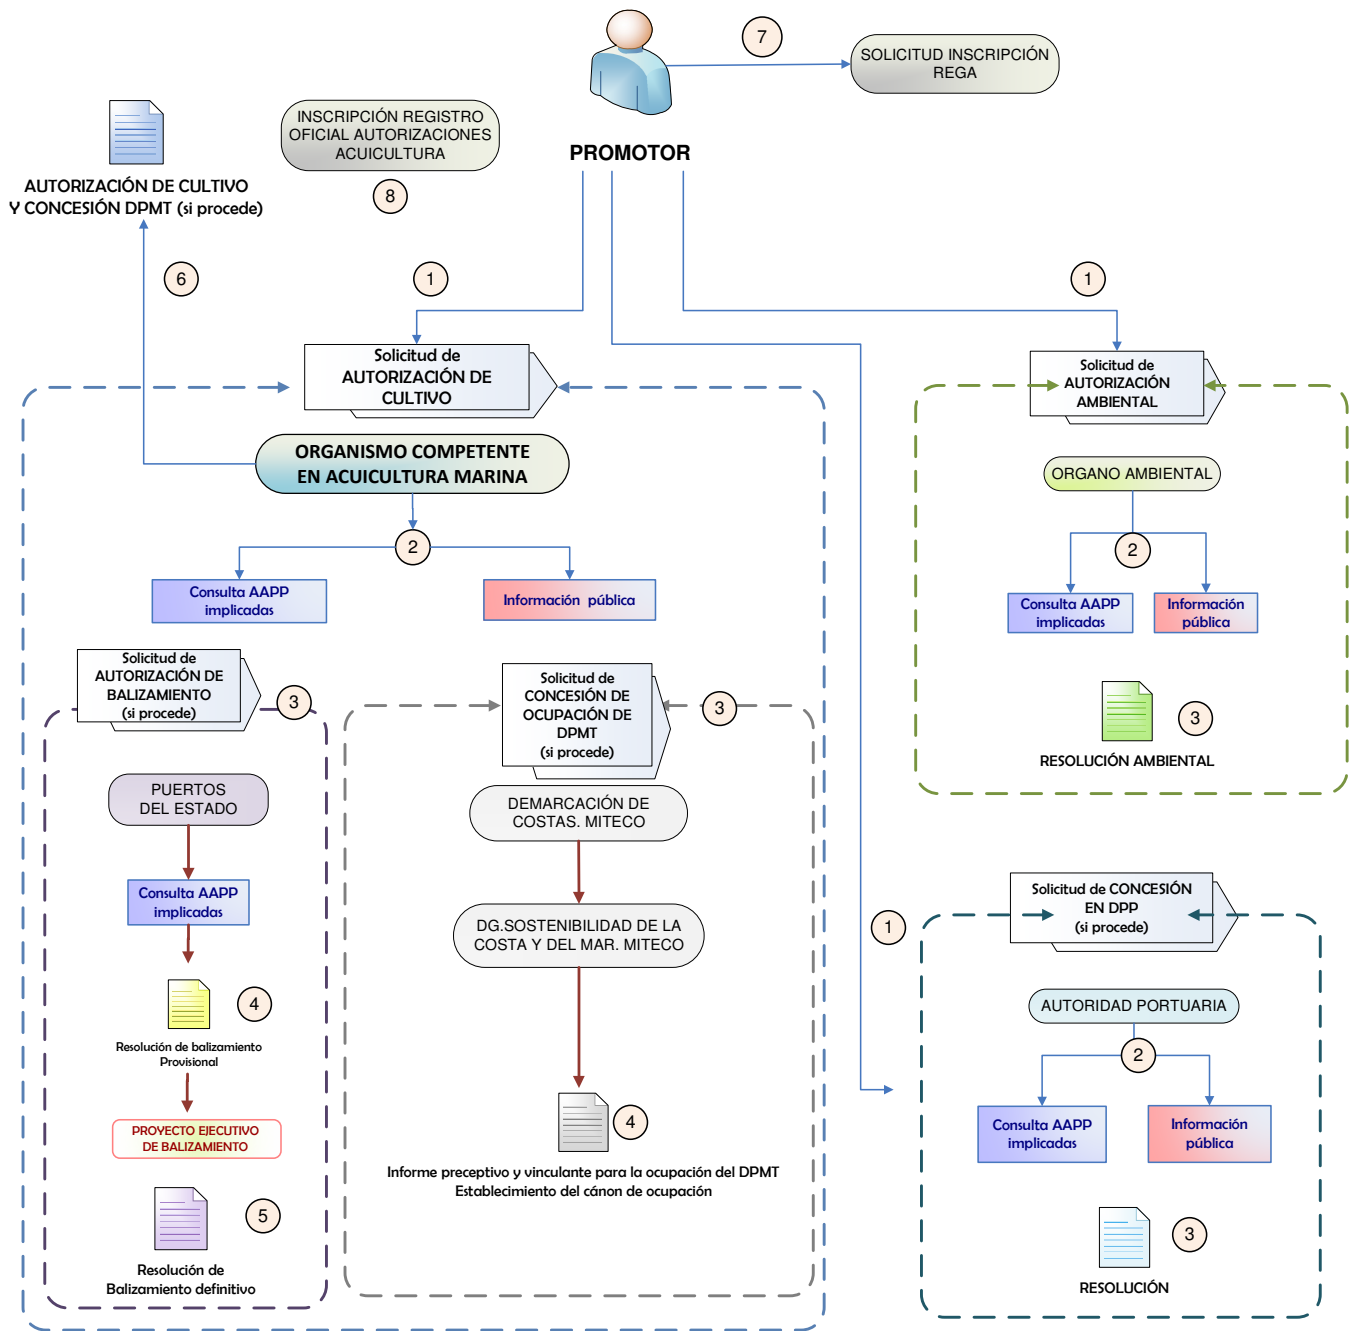 7
SOLICITUD INSCRIPCIÓN
REGA
INSCRIPCIÓN REGISTRO
OFICIAL AUTORIZACIONES
ACUICULTURA
8
PROMOTOR
AUTORIZACIÓN DE CULTIVO
Y CONCESIÓN DPMT (si procede)
6
1
1
Solicitud de
AUTORIZACIÓN DE
CULTIVO
ORGANISMO COMPETENTE
EN ACUICULTURA MARINA
2
Consulta AAPP
implicadas
Información pública
Solicitud de
AUTORIZACIÓN
AMBIENTAL
ORGANO AMBIENTAL
2
Consulta AAPP
implicadas
Información
pública
3
RESOLUCIÓN AMBIENTAL
Solicitud de
AUTORIZACIÓN DE
BALIZAMIENTO
(si procede)
3
PUERTOS
DEL ESTADO
Consulta AAPP
implicadas
4
Resolución de balizamiento
Provisional
PROYECTO EJECUTIVO
DE BALIZAMIENTO
5
Resolución de
Balizamiento definitivo
Solicitud de
CONCESIÓN DE
OCUPACIÓN DE
DPMT
(si procede)
3
DEMARCACIÓN DE
COSTAS. MITECO
DG.SOSTENIBILIDAD DE LA
COSTA Y DEL MAR. MITECO
4
Informe preceptivo y vinculante para la ocupación del DPMT
Establecimiento del cánon de ocupación
1
Solicitud de CONCESIÓN
EN DPP
(si procede)
AUTORIDAD PORTUARIA
2
Consulta AAPP
implicadas
Información
pública
3
RESOLUCIÓN